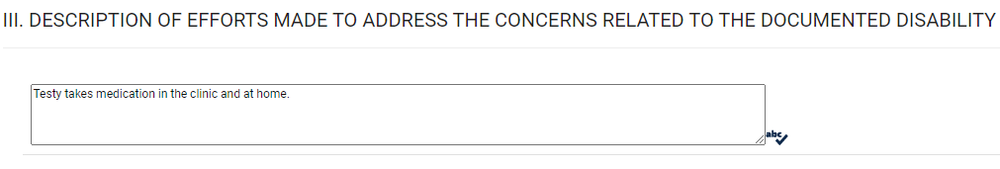 III. DESCRIPTION OF EFFORTS MADE TO ADDRESS THE CONCERNS RELATED TO THE DOCUMENTED DISABILITY
Testy takes medication in the clinic and at home.
abc